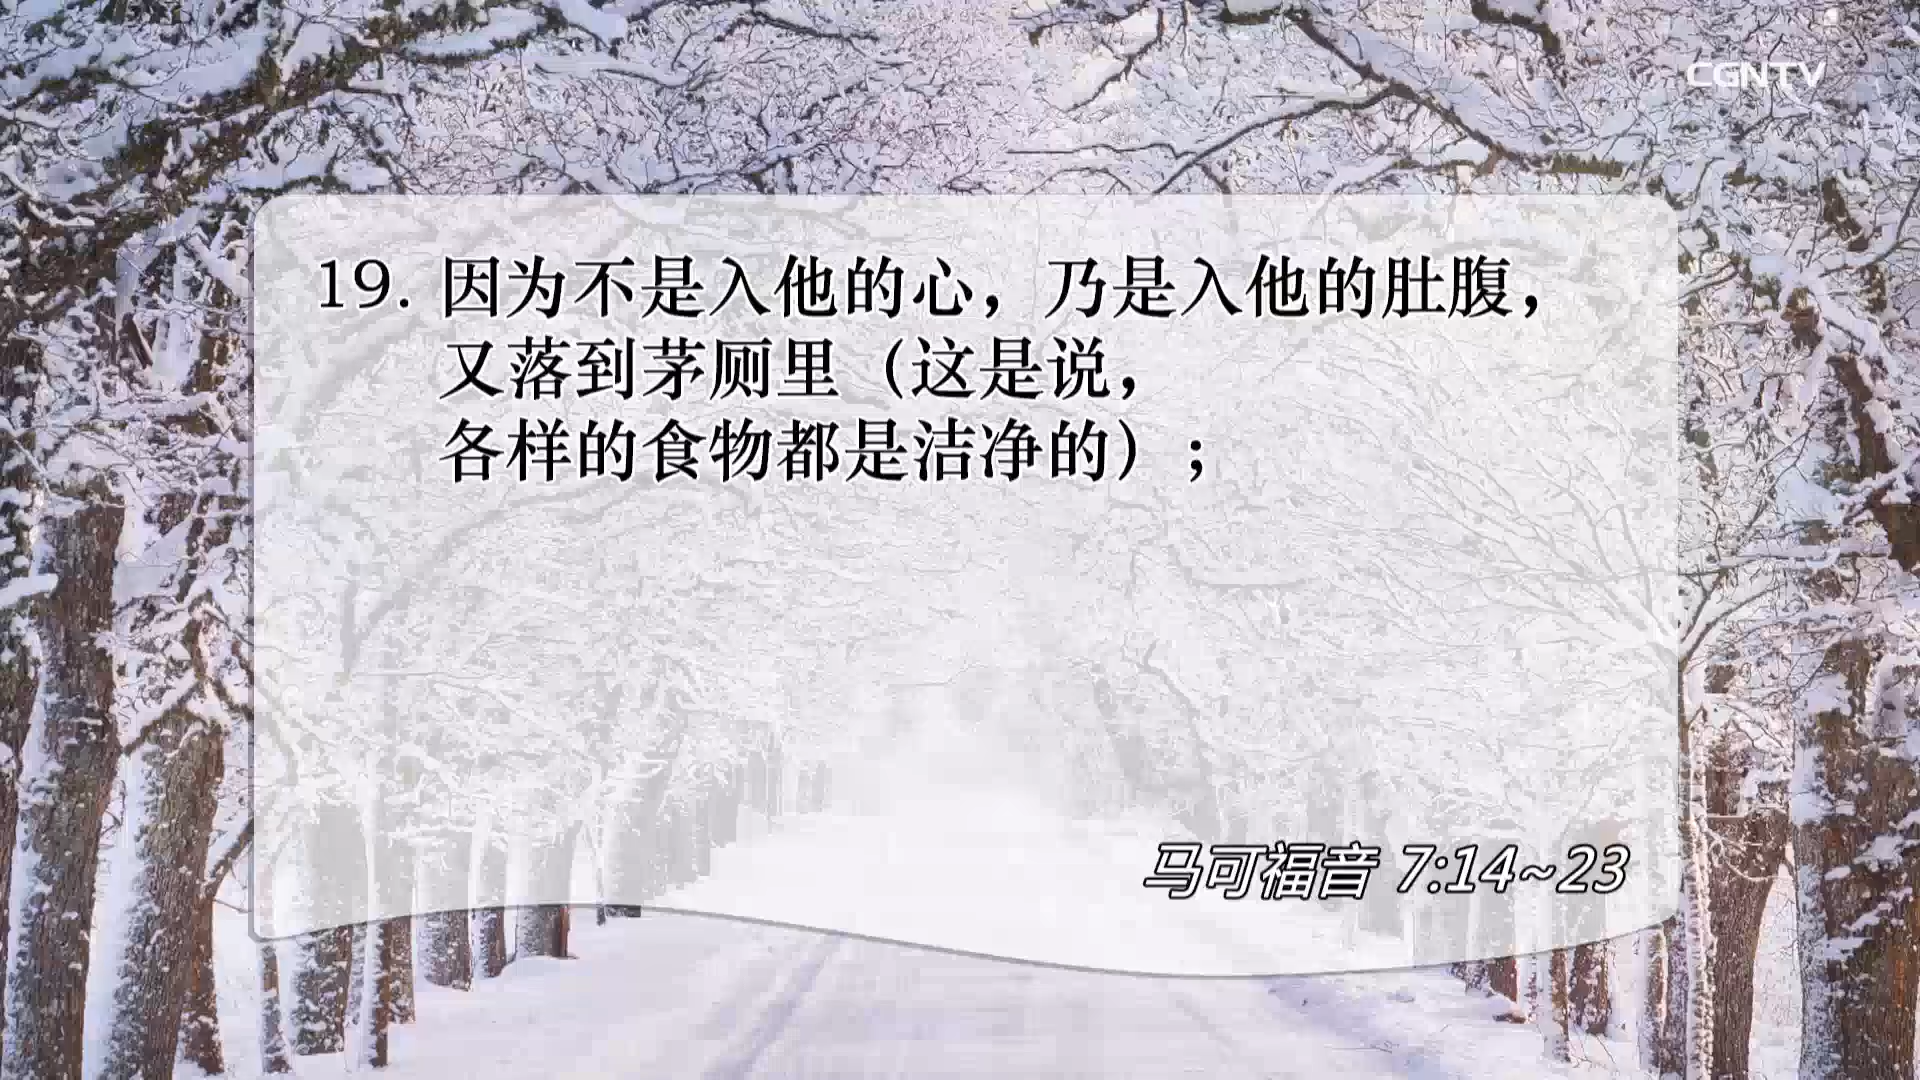 CGNTV
19. 因为不是入他的心，乃是入他的肚腹，
又落到茅厕里（这是说，
各样的食物都是洁净的）；
马可福音 7:14~23